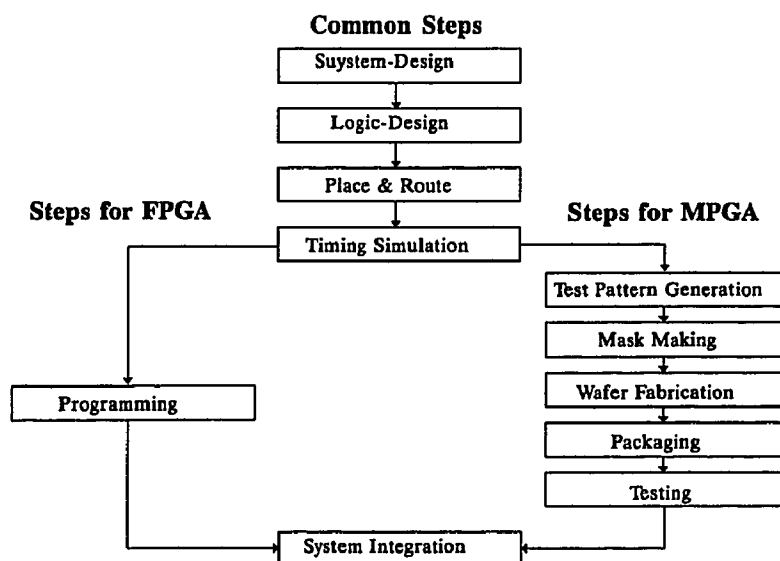 Common Steps
Suystem-Design
Logic-Design
Place & Route
Timing Simulation
Steps for FPGA
Programming
Steps for MPGA
Test Pattern Generation
Mask Making
Wafer Fabrication
Packaging
Testing
System Integration